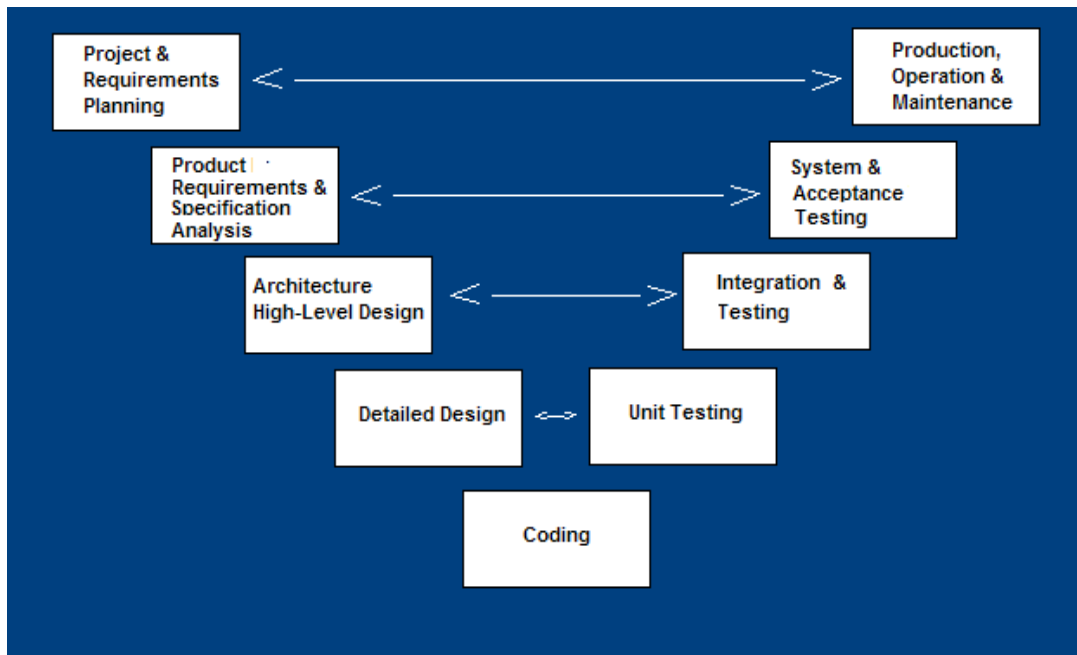 Project &
Requirements
Planning
Production,
Operation &
Maintenance
Product
Requirements &
Specification
Analysis
System &
Acceptance
Testing
Architecture
High-Level Design
Integration &
Testing
Detailed Design
Unit Testing
Coding